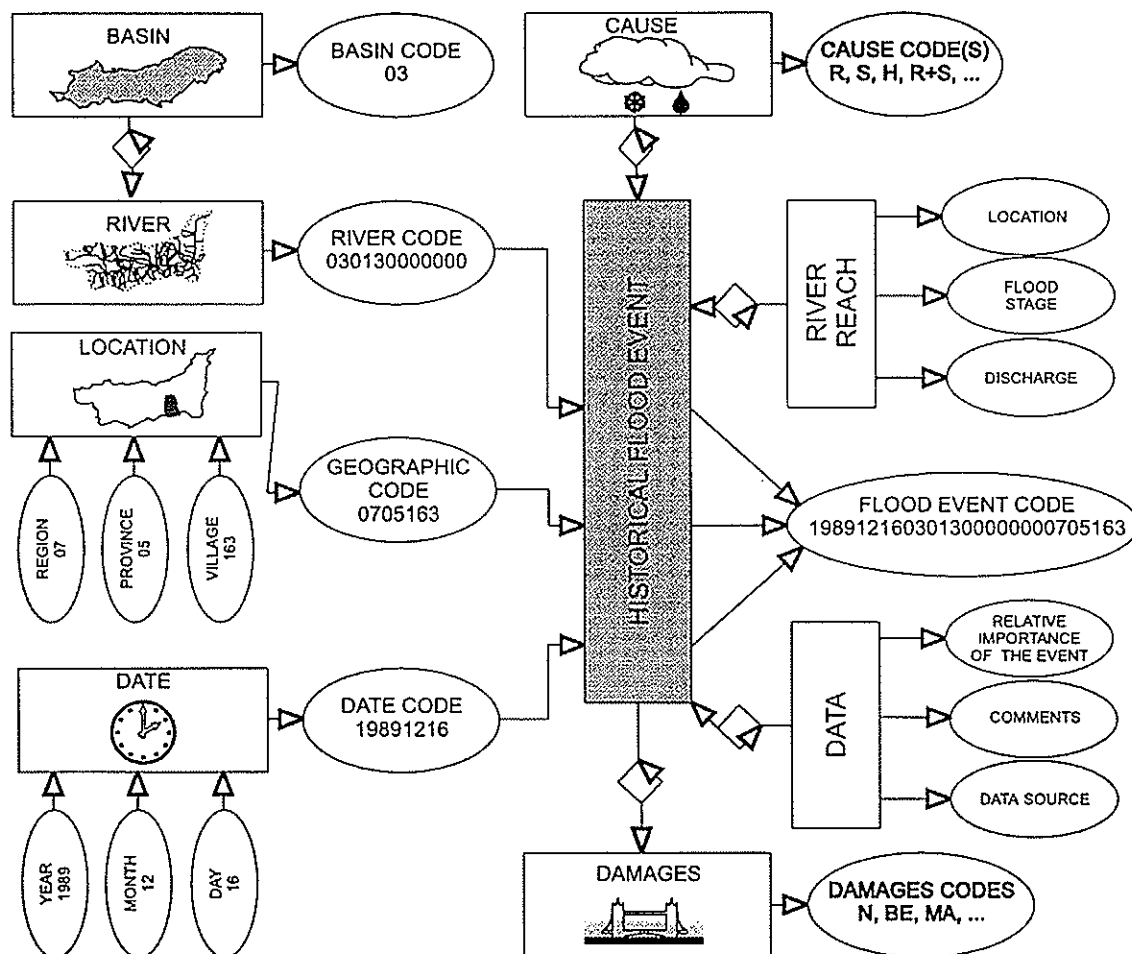 BASIN
BASIN CODE
03
CAUSE
CAUSE CODE(S)
R, S, H, R+S, ...
RIVER
RIVER CODE
030130000000
LOCATION
REGION
07
PROVINCE
05
VILLAGE
163
GEOGRAPHIC
CODE
0705163
DATE
YEAR
1989
MONTH
12
DAY
16
DATE CODE
19891216
HISTORICAL FLOOD EVENT
RIVER
REACH
LOCATION
FLOOD
STAGE
DISCHARGE
FLOOD EVENT CODE
198912160301300000000705163
DATA
RELATIVE
IMPORTANCE
OF THE EVENT
COMMENTS
DATA SOURCE
DAMAGES
DAMAGES CODES
N, BE, MA, ...